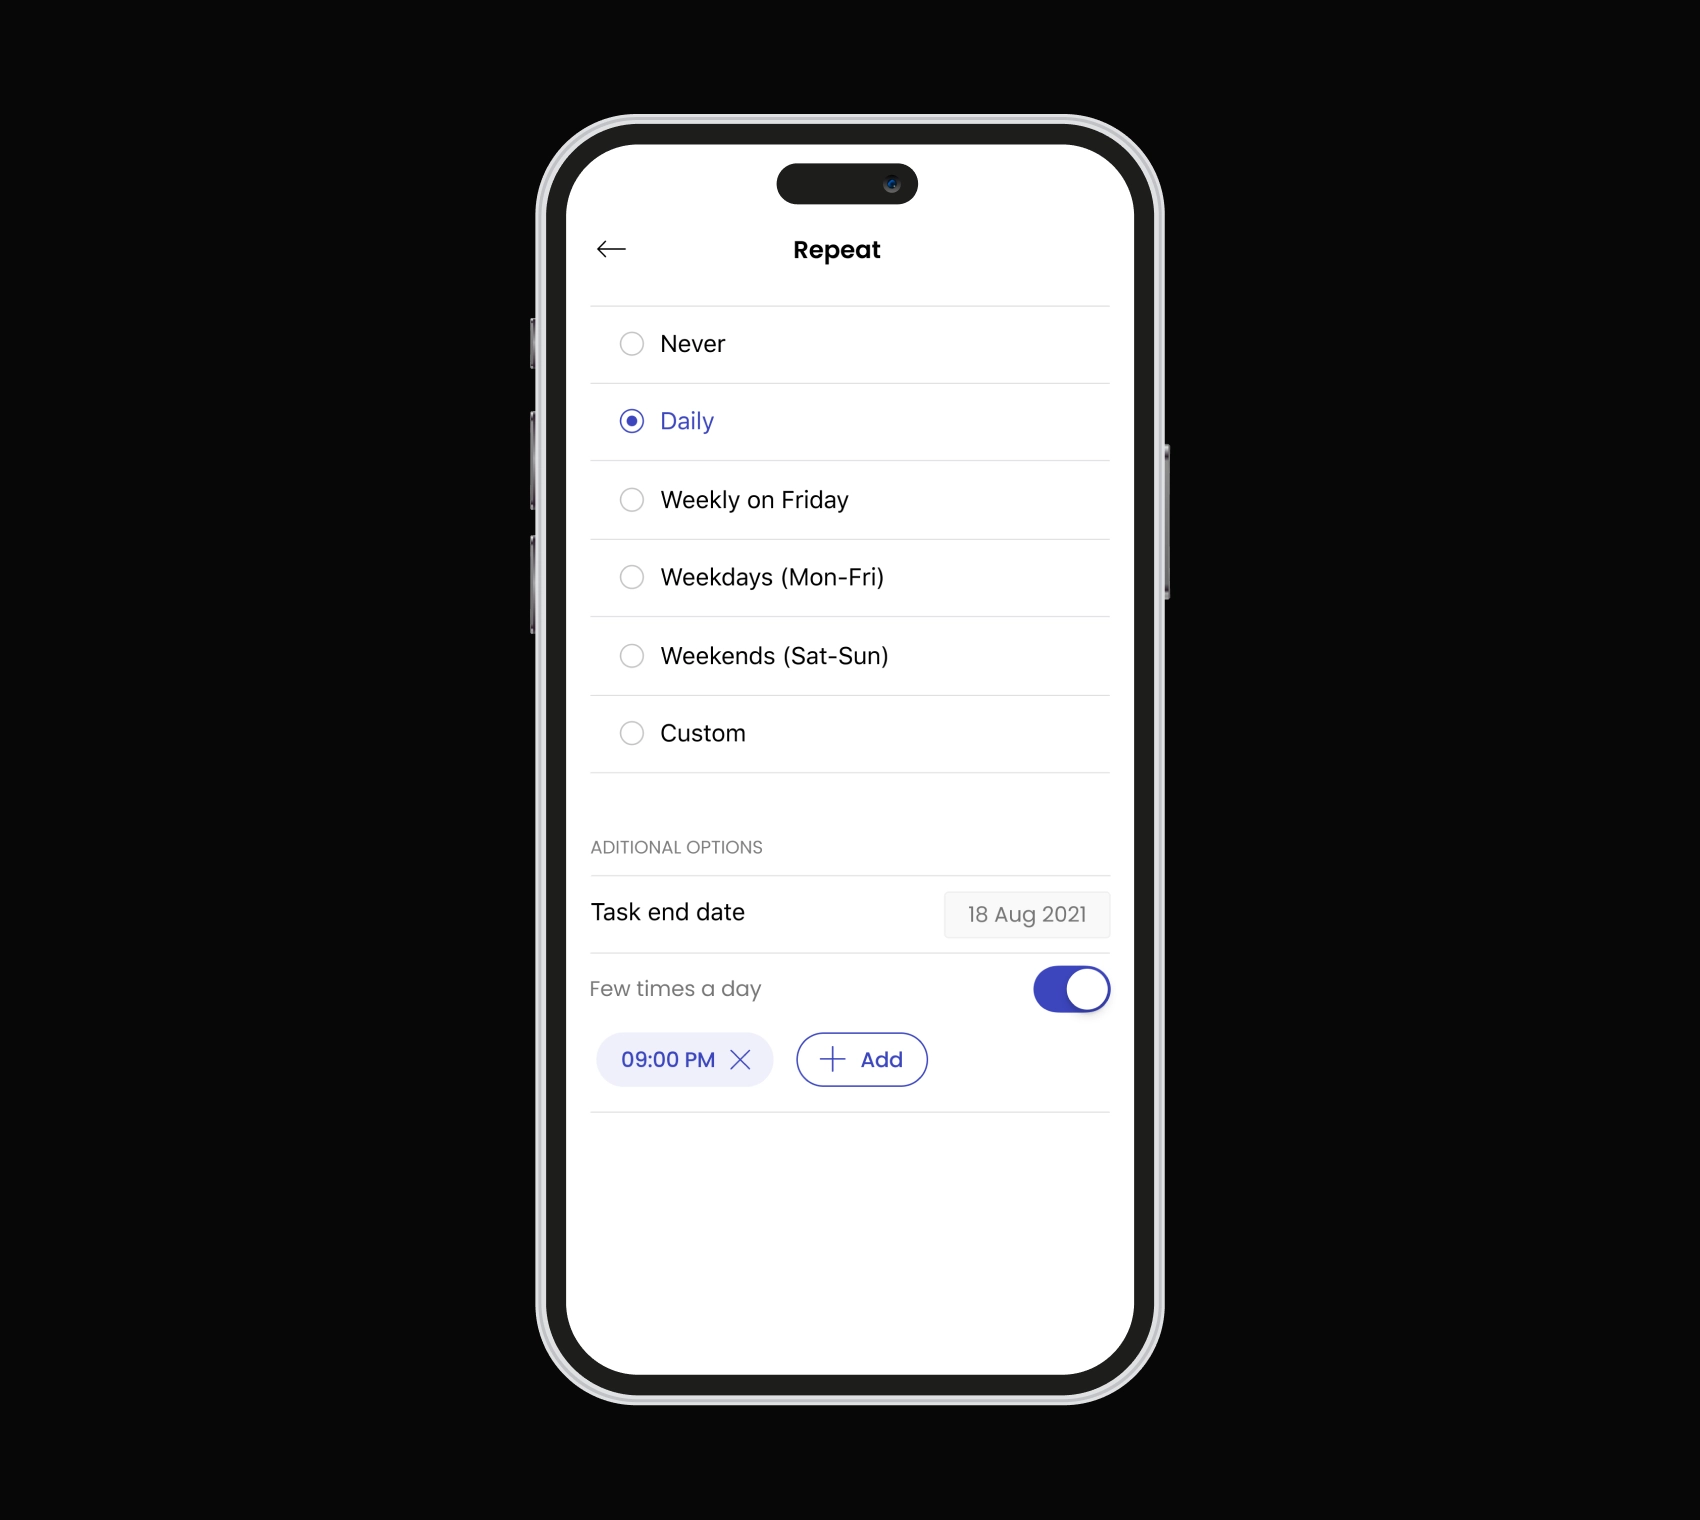 Repeat
Never
Daily
Weekly on Friday
Weekdays (Mon-Fri)
Weekends (Sat-Sun)
Custom
ADITIONAL OPTIONS
Task end date
18 Aug 2021
Few times a day
09:00 PM
Add